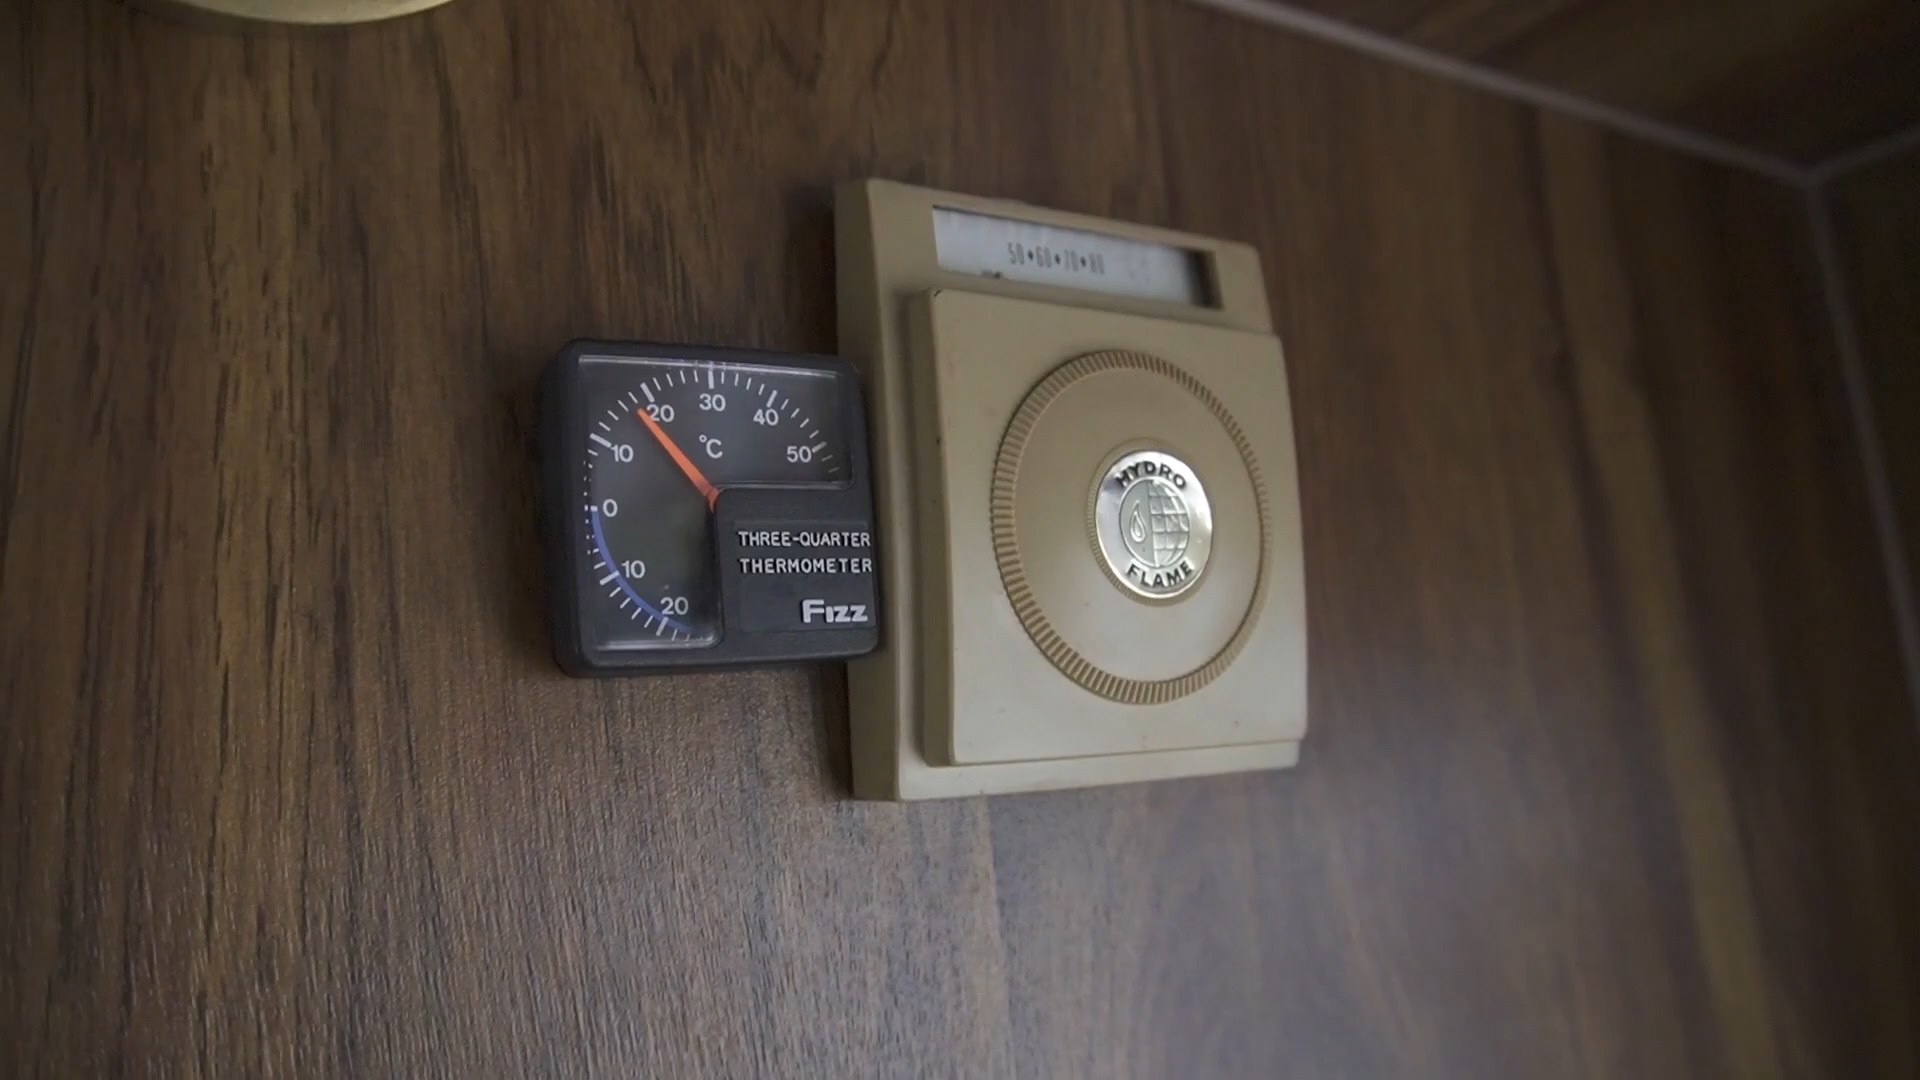 20 30 40
10 °C 50
0
10
20
THREE-QUARTER
THERMOMETER
Fizz
50•60•70•80
HYDRO
FLAME